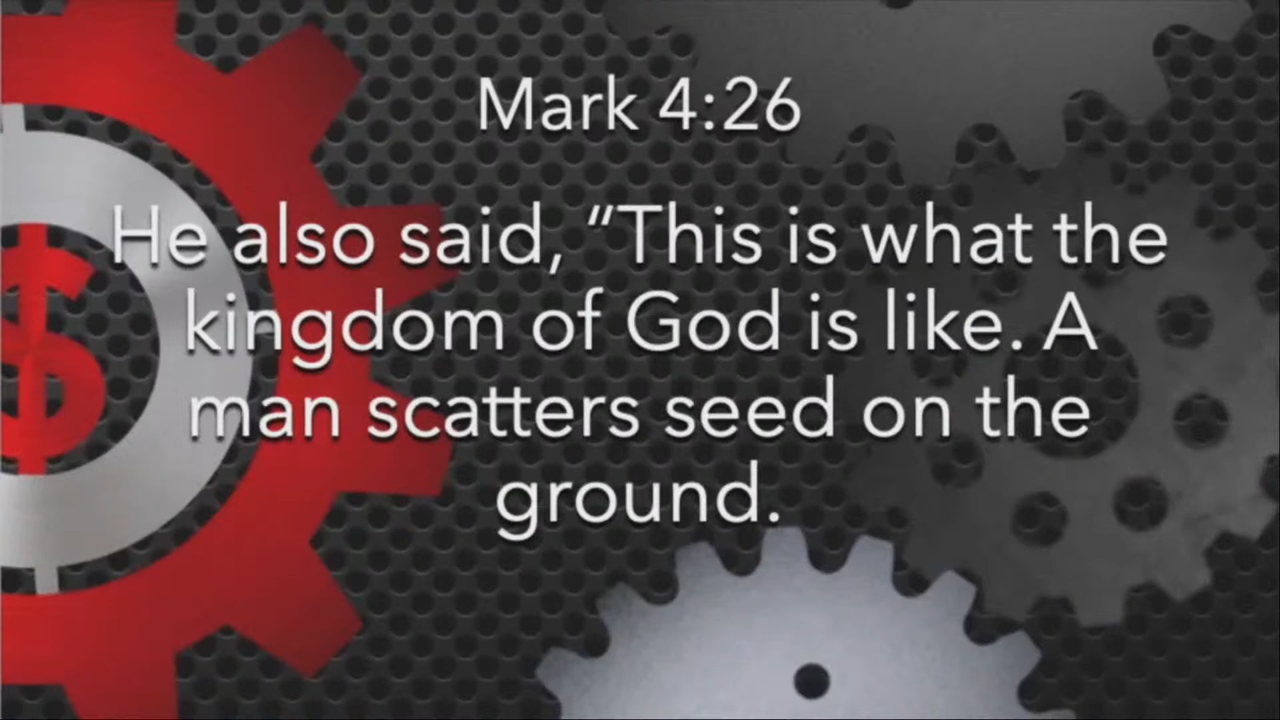 Mark 4:26
He also said, “This is what the
kingdom of God is like. A
man scatters seed on the
ground.
$